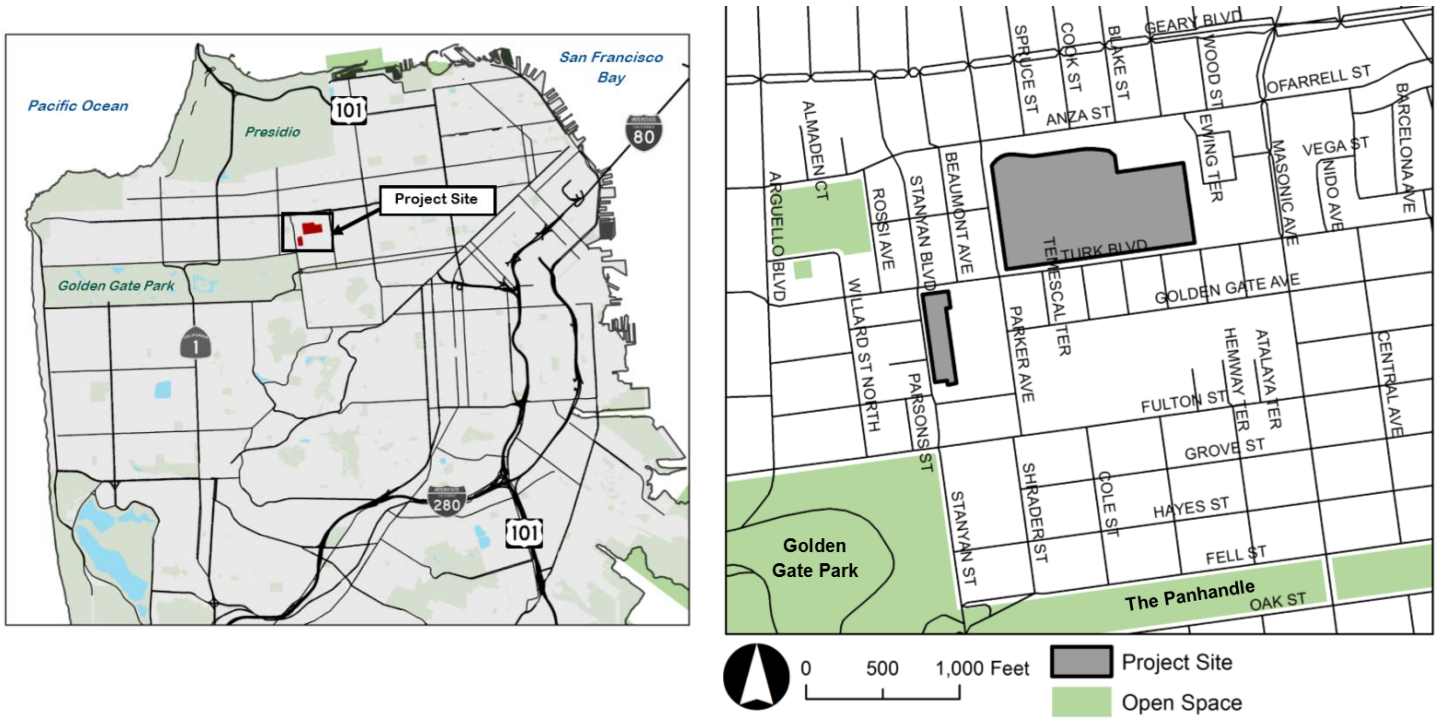 San Francisco
Bay
Pacific Ocean
101
INTERSTATE
CALIFORNIA
80
Presidio
Project Site
Golden Gate Park
CALIFORNIA
1
INTERSTATE
CALIFORNIA
280
101
GEARY BLVD
SPRUCE ST
COOK ST
BLAKE ST
WOOD ST
OFARRELL ST
ANZA ST
ALMADEN CT
EWING TER
BARCELONA AVE
VEGA ST
MASONIC AVE
NIDO AVE
BEAUMONT AVE
ARGUELLO BLVD
ROSSI AVE
STANYAN BLVD
TURK BLVD
TEMESCAL TER
GOLDEN GATE AVE
WILLARD ST NORTH
PARKER AVE
HEMWAY TER
ATALAYA TER
CENTRAL AVE
PARSONS ST
FULTON ST
GROVE ST
SHRADER ST
COLE ST
HAYES ST
STANYAN ST
FELL ST
Golden
Gate Park
The Panhandle
OAK ST
0 500 1,000 Feet
Project Site
Open Space